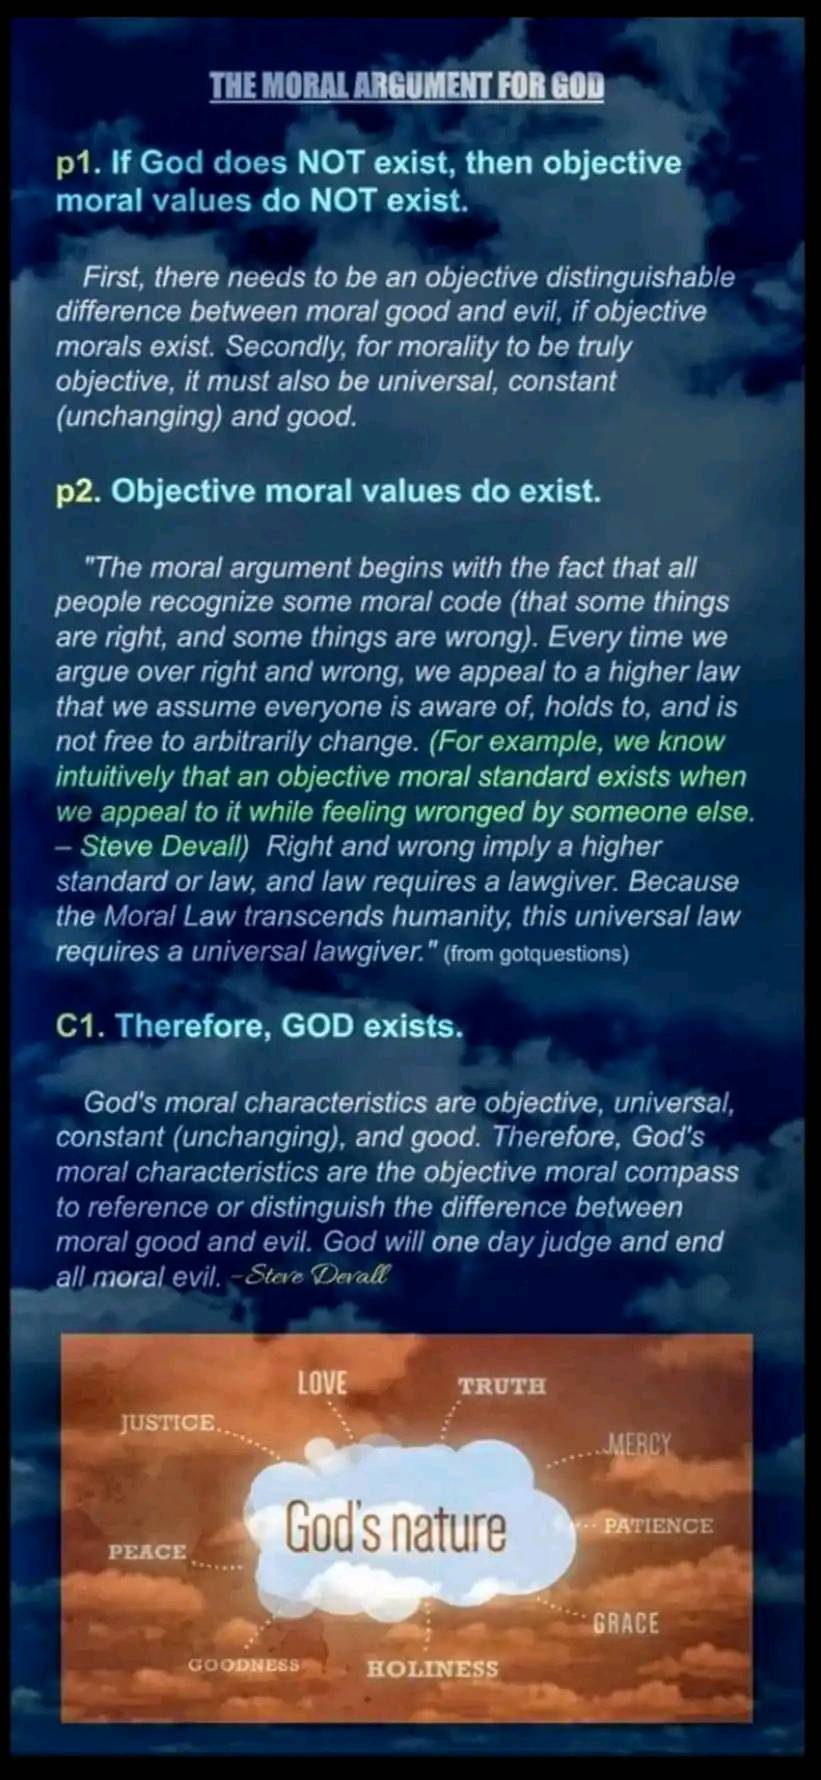 THE MORAL ARGUMENT FOR GOD
p1. If God does NOT exist, then objective
moral values do NOT exist.
First, there needs to be an objective distinguishable
difference between moral good and evil, if objective
morals exist. Secondly, for morality to be truly
objective, it must also be universal, constant
(unchanging) and good.
p2. Objective moral values do exist.
"The moral argument begins with the fact that all
people recognize some moral code (that some things
are right, and some things are wrong). Every time we
argue over right and wrong, we appeal to a higher law
that we assume everyone is aware of, holds to, and is
not free to arbitrarily change. (For example, we know
intuitively that an objective moral standard exists when
we appeal to it while feeling wronged by someone else.
– Steve Devall) Right and wrong imply a higher
standard or law, and law requires a lawgiver. Because
the Moral Law transcends humanity, this universal law
requires a universal lawgiver." (from gotquestions)
C1. Therefore, GOD exists.
God's moral characteristics are objective, universal,
constant (unchanging), and good. Therefore, God's
moral characteristics are the objective moral compass
to reference or distinguish the difference between
moral good and evil. God will one day judge and end
all moral evil. –Steve Devall
LOVE
TRUTH
JUSTICE
MERCY
God's nature
PATIENCE
PEACE
GRACE
GOODNESS
HOLINESS